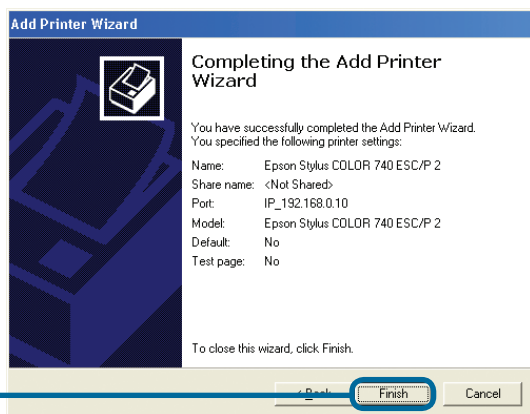 Add Printer Wizard
Completing the Add Printer
Wizard
You have successfully completed the Add Printer Wizard.
You specified the following printer settings:
Name: Epson Stylus COLOR 740 ESC/P 2
Share name: <Not Shared>
Port: IP_192.168.0.10
Model: Epson Stylus COLOR 740 ESC/P 2
Default: No
Test page: No
To close this wizard, click Finish.
< Back Finish Cancel